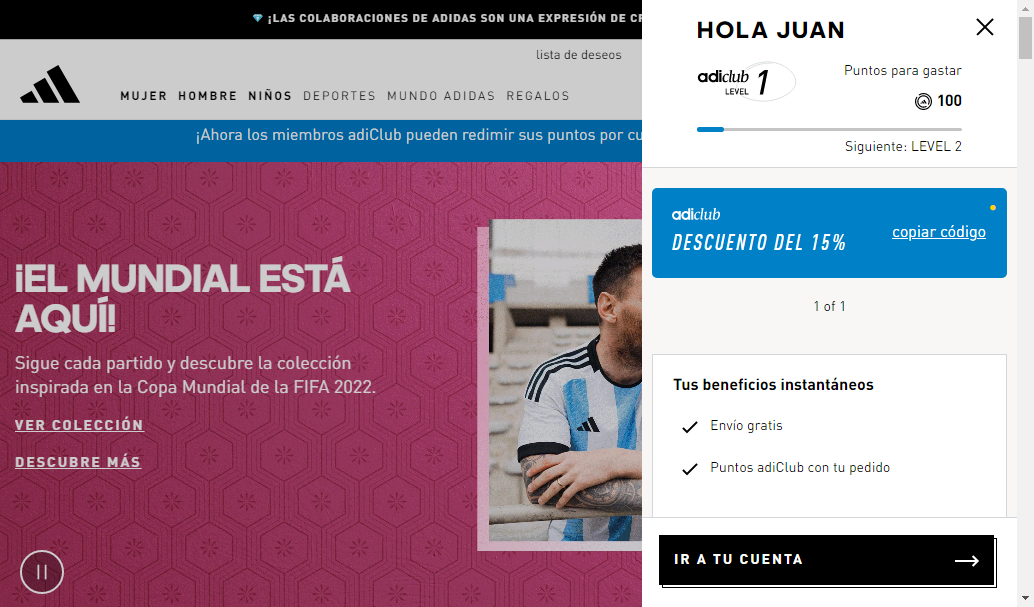 ¡LAS COLABORACIONES DE ADIDAS SON UNA EXPRESIÓN DE
lista de deseos
MUJER HOMBRE NIÑOS DEPORTES MUNDO ADIDAS REGALOS
¡Ahora los miembros adiClub pueden redimir sus puntos por
¡EL MUNDIAL ESTÁ
AQUÍ!
Sigue cada partido y descubre la colección
inspirada en la Copa Mundial de la FIFA 2022.
VER COLECCIÓN
DESCUBRE MÁS
HOLA JUAN
adiclub
LEVEL 1
Puntos para gastar
100
Siguiente: LEVEL 2
adiclub
DESCUENTO DEL 15%
copiar código
1 of 1
Tus beneficios instantáneos
Envío gratis
Puntos adiClub con tu pedido
IR A TU CUENTA